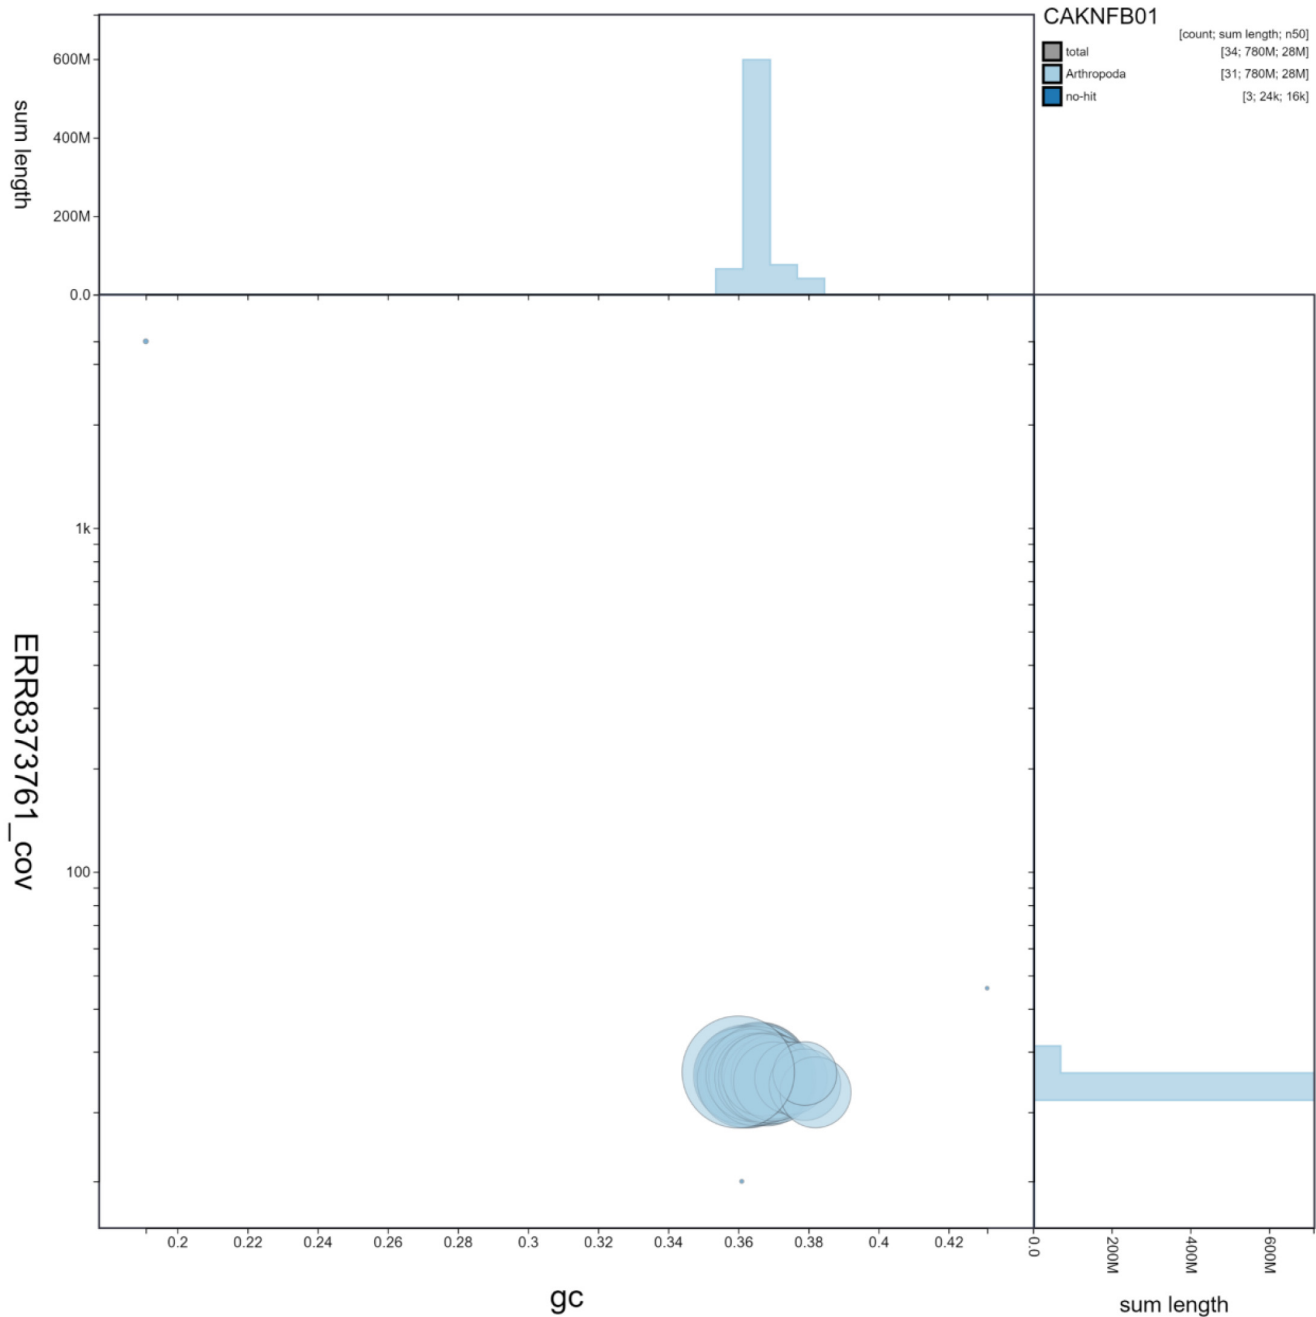 CAKNFB01
[count; sum length; n50]
total [34; 780M; 28M]
Arthropoda [31; 780M; 28M]
no-hit [3; 24k; 16k]
sum length
600M
400M
200M
0.0
ERR8373761_cov
1k
100
0.2 0.22 0.24 0.26 0.28 0.3 0.32 0.34 0.36 0.38 0.4 0.42
gc
0.0 200M 400M 600M
sum length